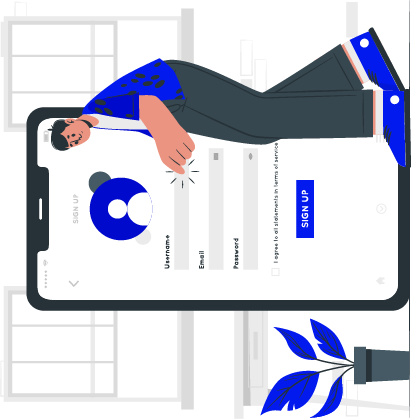 SIGN UP
Username
Email
Password
I agree to all statements in terms of service
SIGN UP